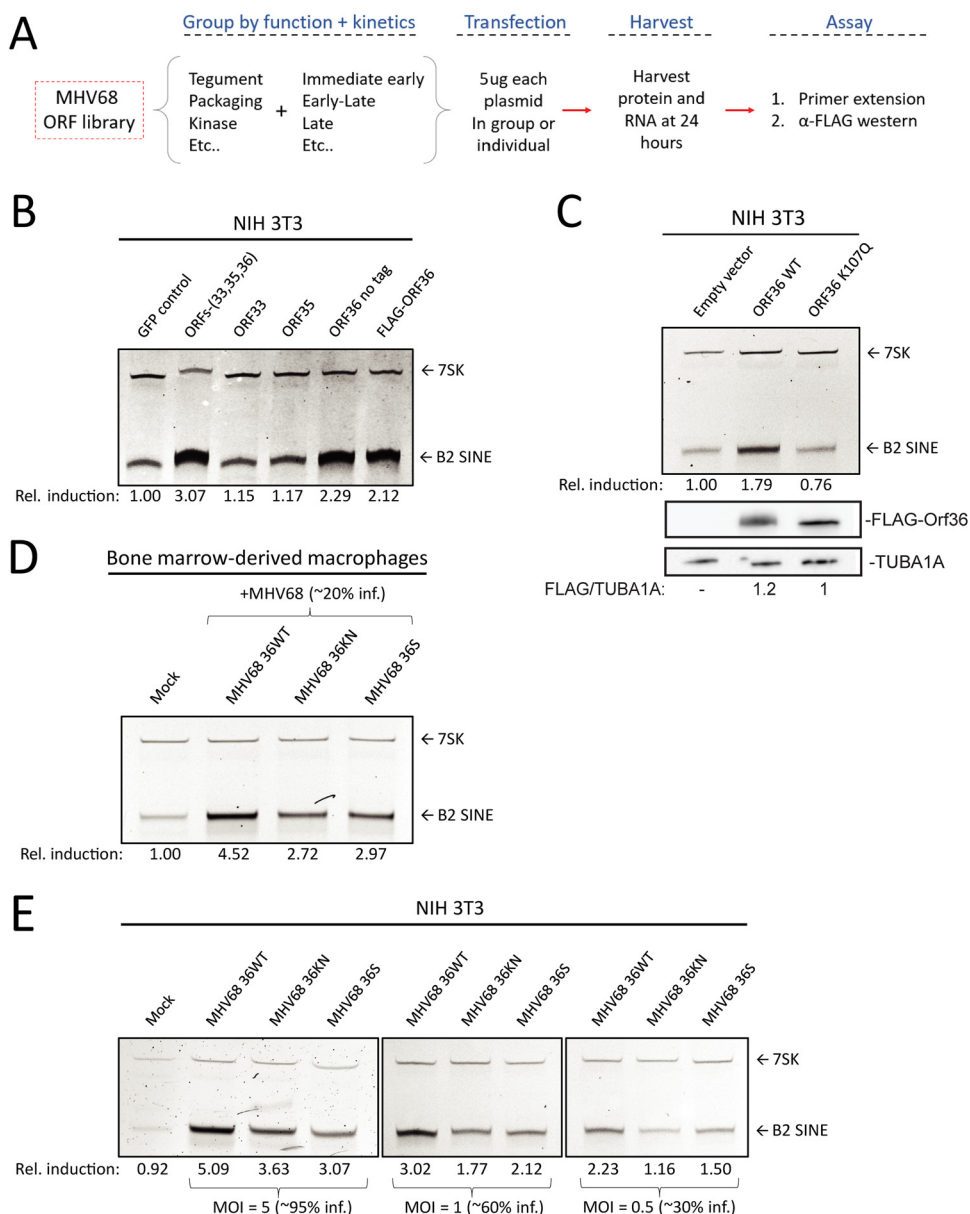 A
Group by function + kinetics
Transfection
Harvest
Assay
MHV68
ORF library
Tegument
Packaging
Kinase
Etc..
+
Immediate early
Early-Late
Late
Etc..
5ug each
plasmid
In group or
individual
Harvest
protein and
RNA at 24
hours
1. Primer extension
2. α-FLAG western
B
NIH 3T3
GFP control
ORFs-(33,35,36)
ORF33
ORF35
ORF36 no tag
FLAG-ORF36
← 7SK
← B2 SINE
Rel. induction: 1.00 3.07 1.15 1.17 2.29 2.12
C
NIH 3T3
Empty vector
ORF36 WT
ORF36 K107Q
← 7SK
← B2 SINE
Rel. induction: 1.00 1.79 0.76
-FLAG-Orf36
-TUBA1A
FLAG/TUBA1A: - 1.2 1
D
Bone marrow-derived macrophages
+MHV68 (~20% inf.)
Mock
MHV68 36WT
MHV68 36KN
MHV68 36S
← 7SK
← B2 SINE
Rel. induction: 1.00 4.52 2.72 2.97
E
NIH 3T3
Mock
MHV68 36WT
MHV68 36KN
MHV68 36S
MHV68 36WT
MHV68 36KN
MHV68 36S
MHV68 36WT
MHV68 36KN
MHV68 36S
← 7SK
← B2 SINE
Rel. induction: 0.92 5.09 3.63 3.07 3.02 1.77 2.12 2.23 1.16 1.50
MOI = 5 (~95% inf.) MOI = 1 (~60% inf.) MOI = 0.5 (~30% inf.)